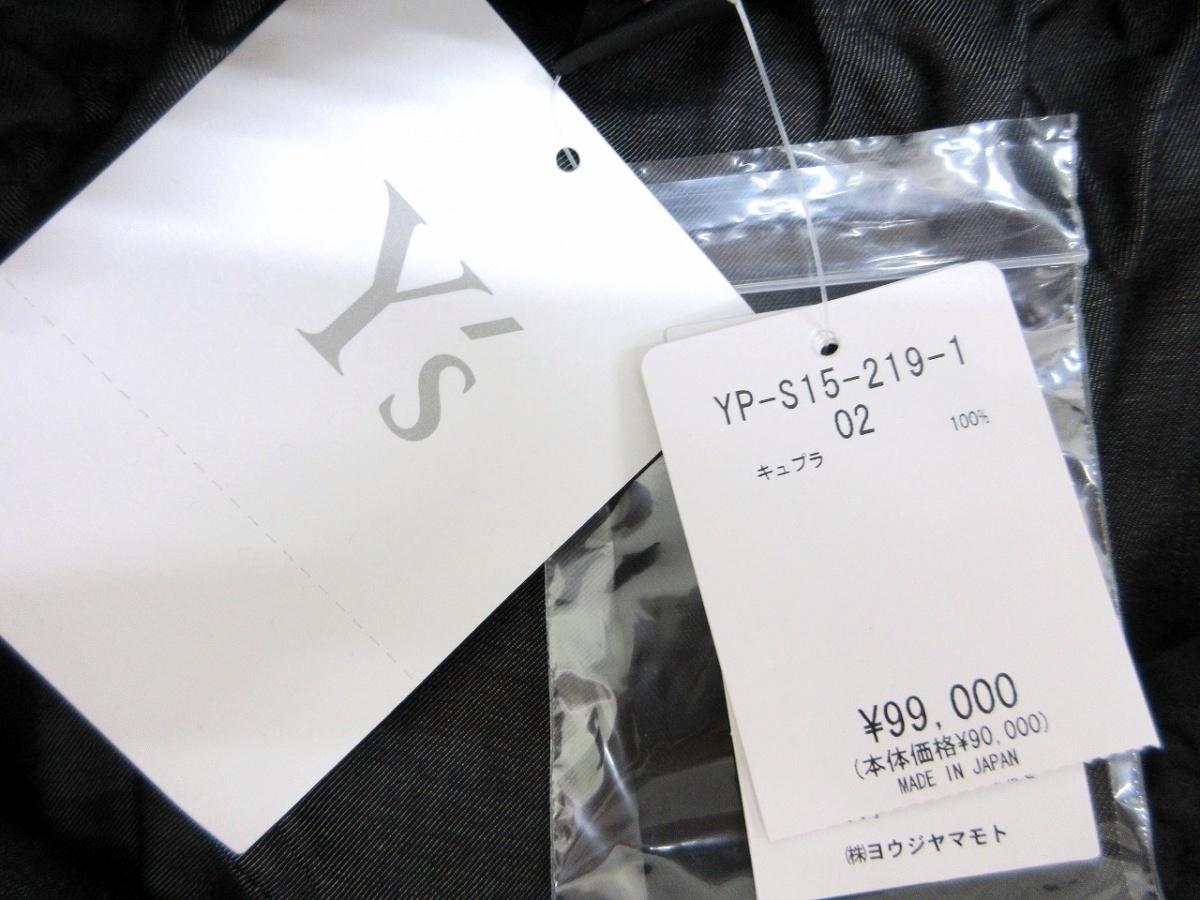 Y's
YP-S15-219-1
02
キュプラ 100%
¥99,000
(本体価格¥90,000)
MADE IN JAPAN
㈱ヨウジヤマモト